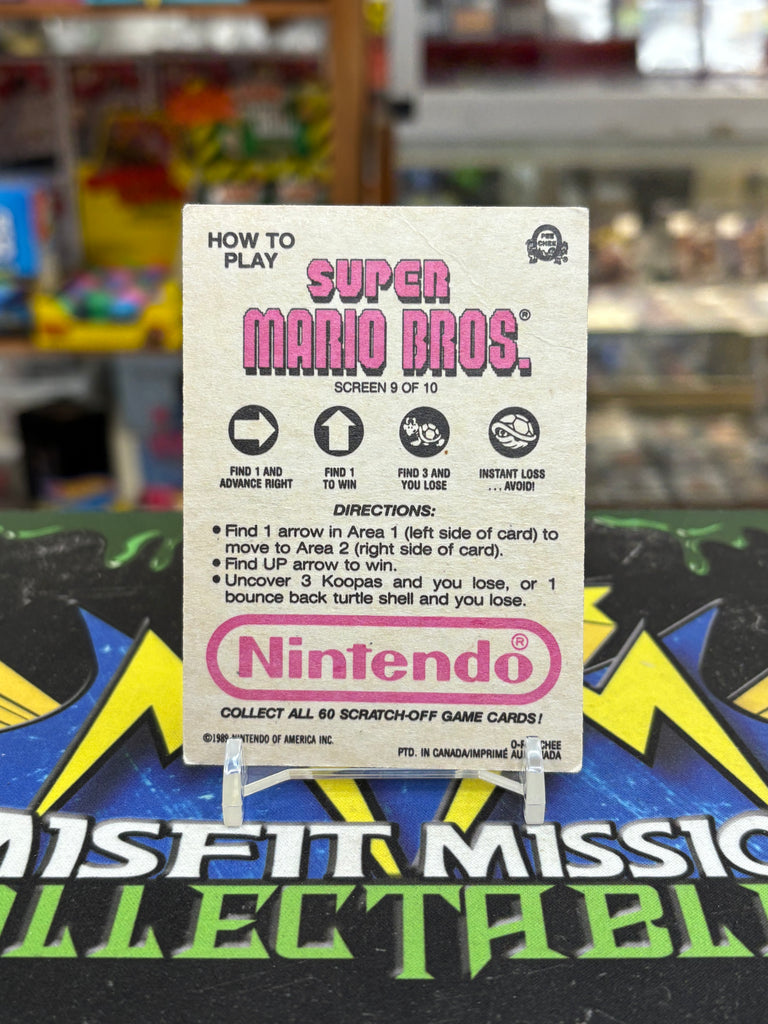 HOW TO
PLAY
O-PEE-
CHEE
SUPER
MARIO BROS.®
SCREEN 9 OF 10
FIND 1 AND
ADVANCE RIGHT
FIND 1
TO WIN
FIND 3 AND
YOU LOSE
INSTANT LOSS
...AVOID!
DIRECTIONS:
• Find 1 arrow in Area 1 (left side of card) to
move to Area 2 (right side of card).
• Find UP arrow to win.
• Uncover 3 Koopas and you lose, or 1
bounce back turtle shell and you lose.
Nintendo®
COLLECT ALL 60 SCRATCH-OFF GAME CARDS!
©1989 NINTENDO OF AMERICA INC.
PTD. IN CANADA/IMPRIMÉ AU
MISFIT MISSIO
OLLECTABL